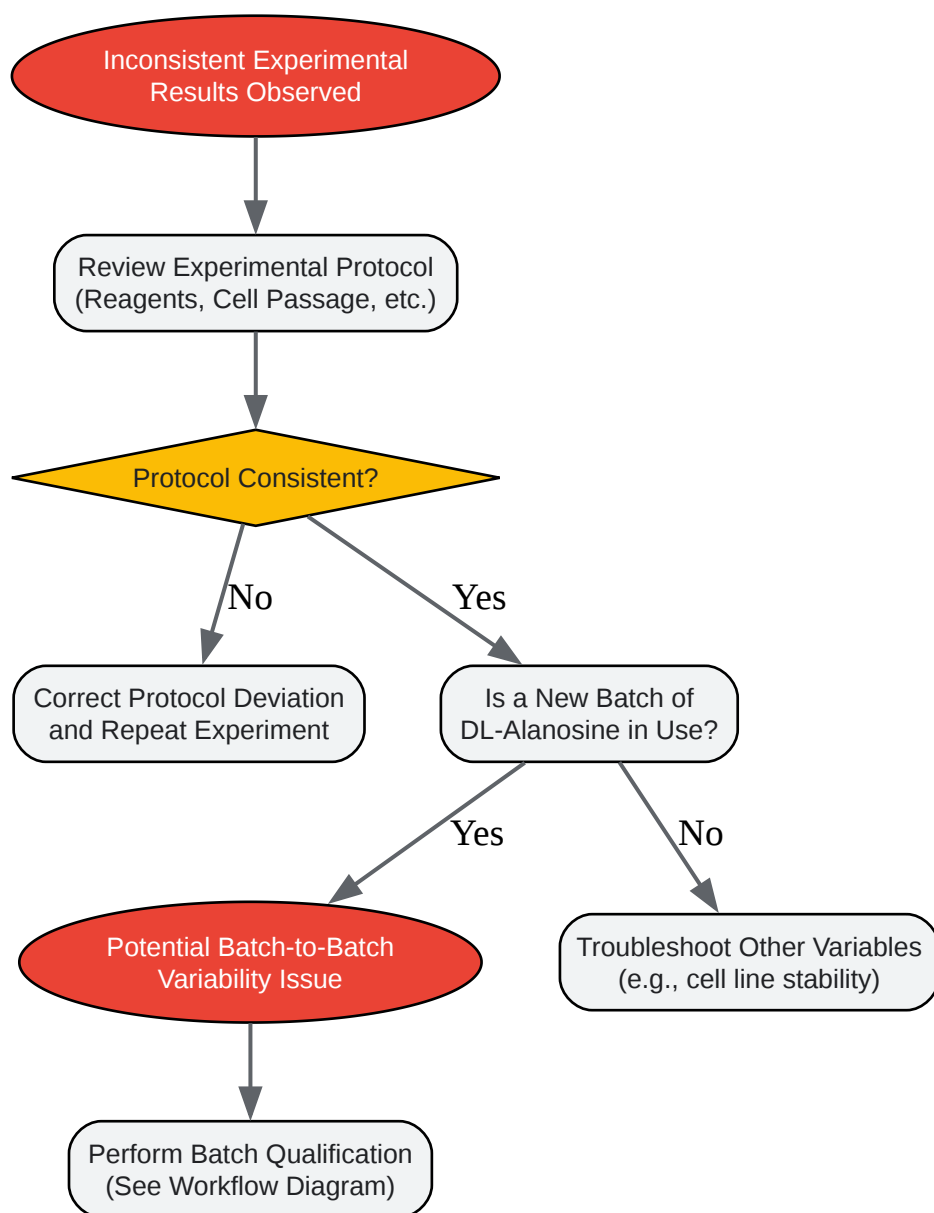 Inconsistent Experimental
Results Observed
Review Experimental Protocol
(Reagents, Cell Passage, etc.)
Protocol Consistent?
No
Yes
Correct Protocol Deviation
and Repeat Experiment
Is a New Batch of
DL-Alanosine in Use?
Yes
No
Potential Batch-to-Batch
Variability Issue
Troubleshoot Other Variables
(e.g., cell line stability)
Perform Batch Qualification
(See Workflow Diagram)